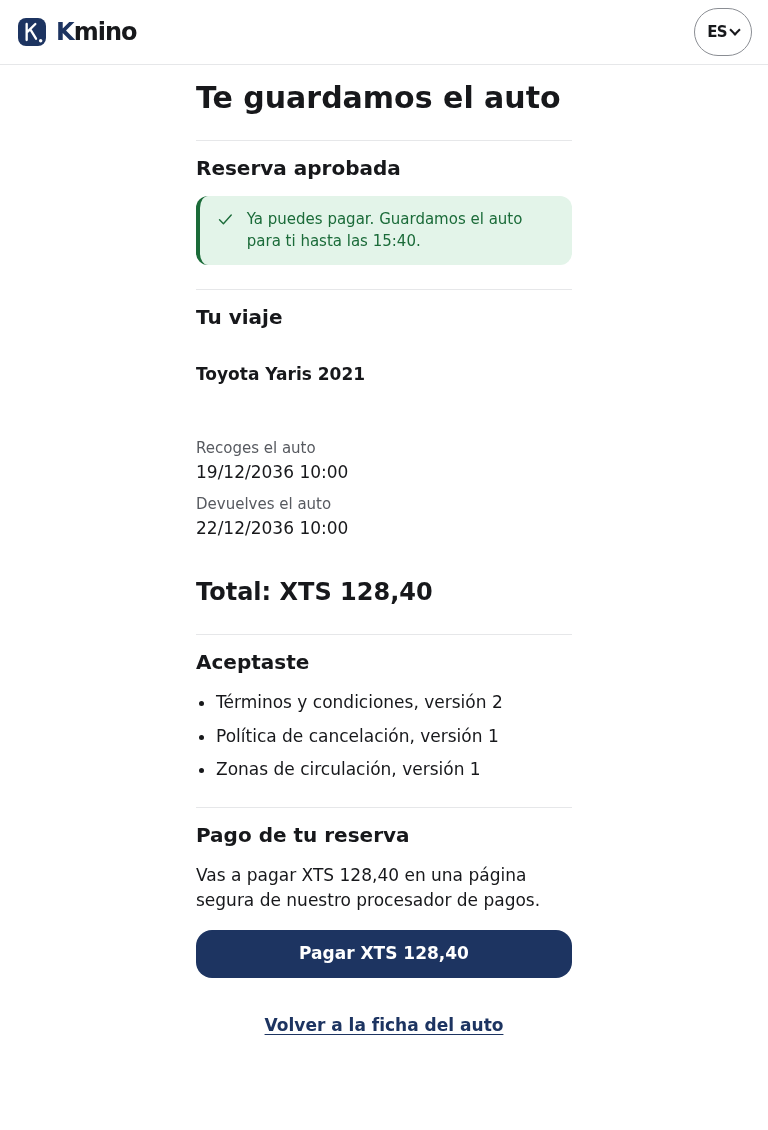 K. Kmino
ES
Te guardamos el auto
Reserva aprobada
Ya puedes pagar. Guardamos el auto
para ti hasta las 15:40.
Tu viaje
Toyota Yaris 2021
Recoges el auto
19/12/2036 10:00
Devuelves el auto
22/12/2036 10:00
Total: XTS 128,40
Aceptaste
• Términos y condiciones, versión 2
• Política de cancelación, versión 1
• Zonas de circulación, versión 1
Pago de tu reserva
Vas a pagar XTS 128,40 en una página
segura de nuestro procesador de pagos.
Pagar XTS 128,40
Volver a la ficha del auto